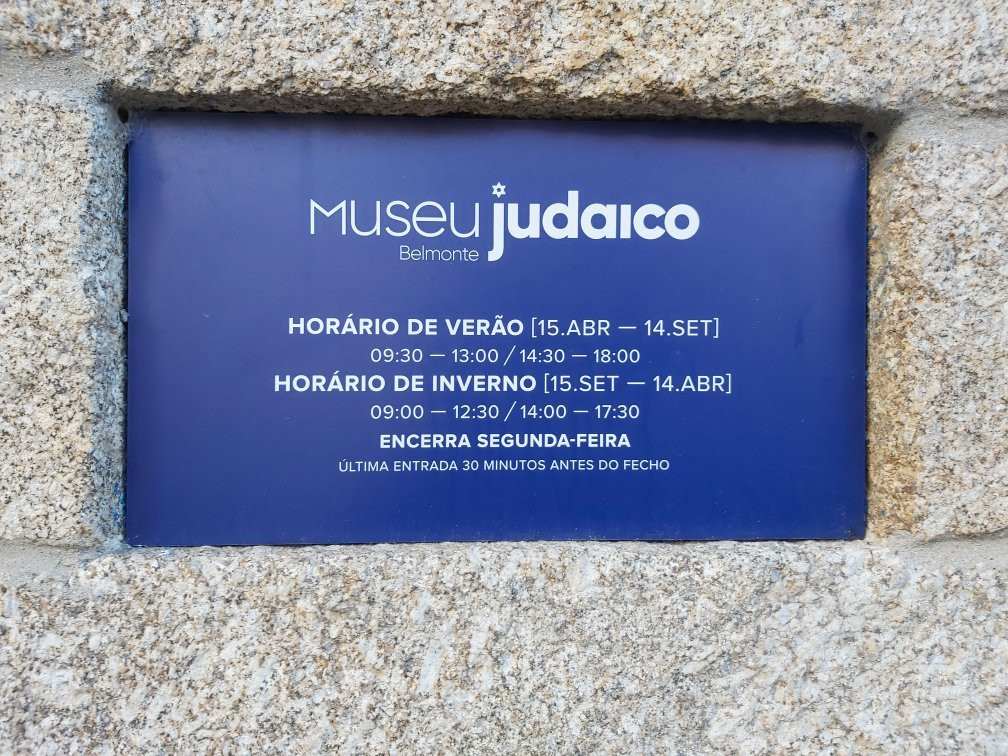 Museu judaico
Belmonte
HORÁRIO DE VERÃO [15.ABR — 14.SET]
09:30 — 13:00 / 14:30 — 18:00
HORÁRIO DE INVERNO [15.SET — 14.ABR]
09:00 — 12:30 / 14:00 — 17:30
ENCERRA SEGUNDA-FEIRA
ÚLTIMA ENTRADA 30 MINUTOS ANTES DO FECHO